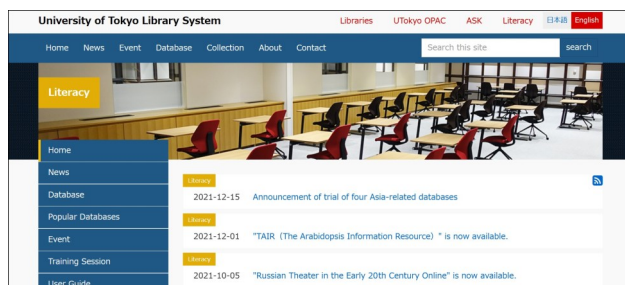 University of Tokyo Library System
Libraries UTokyo OPAC ASK Literacy 日本語 English
Home News Event Database Collection About Contact Search this site search
Literacy
Home
News
Database
Popular Databases
Event
Training Session
User Guide
Literacy
2021-12-15 Announcement of trial of four Asia-related databases
Literacy
2021-12-01 "TAIR（The Arabidopsis Information Resource）" is now available.
Literacy
2021-10-05 "Russian Theater in the Early 20th Century Online" is now available.